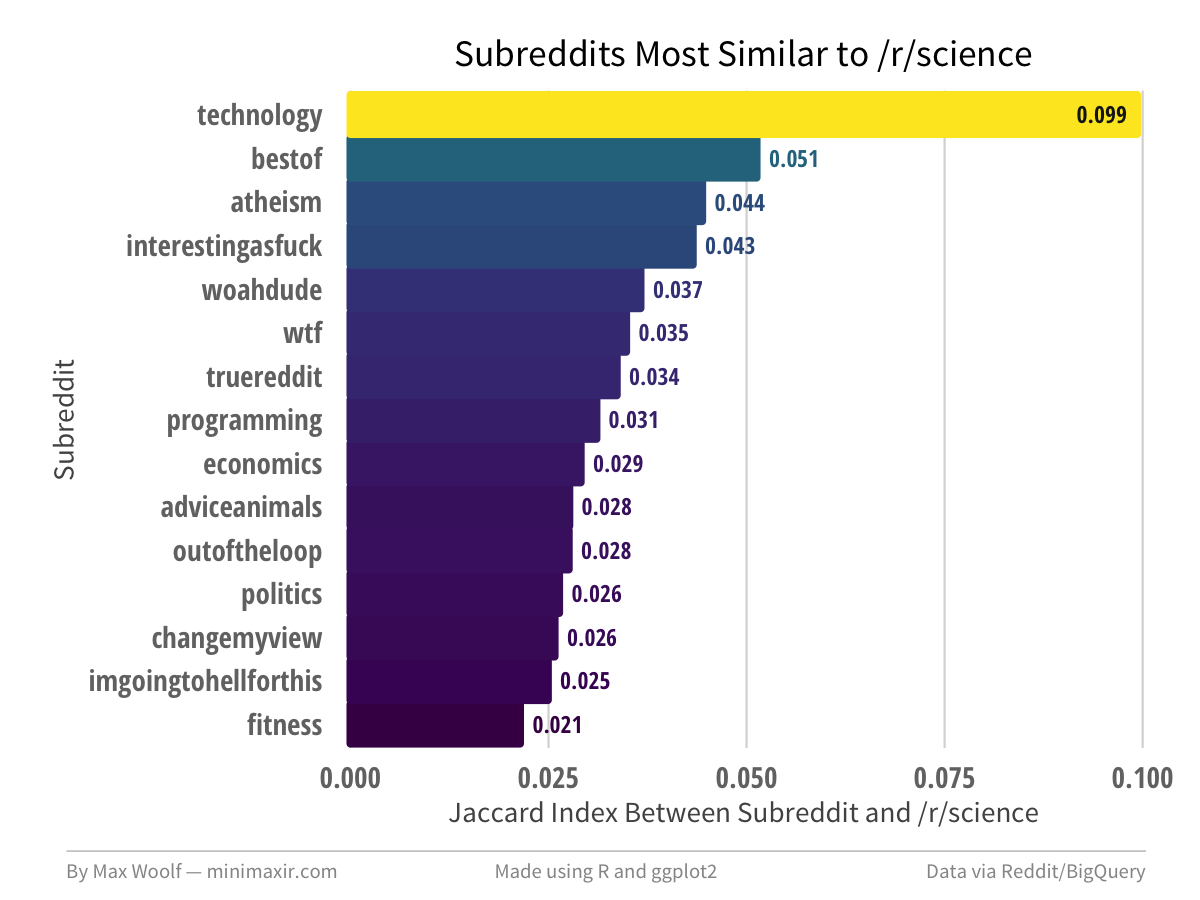 Subreddits Most Similar to /r/science
technology 0.099
bestof 0.051
atheism 0.044
interestingasfuck 0.043
woahdude 0.037
wtf 0.035
truereddit 0.034
programming 0.031
economics 0.029
adviceanimals 0.028
outoftheloop 0.028
politics 0.026
changemyview 0.026
imgoingtohellforthis 0.025
fitness 0.021
Subreddit
0.000 0.025 0.050 0.075 0.100
Jaccard Index Between Subreddit and /r/science
By Max Woolf — minimaxir.com Made using R and ggplot2 Data via Reddit/BigQuery